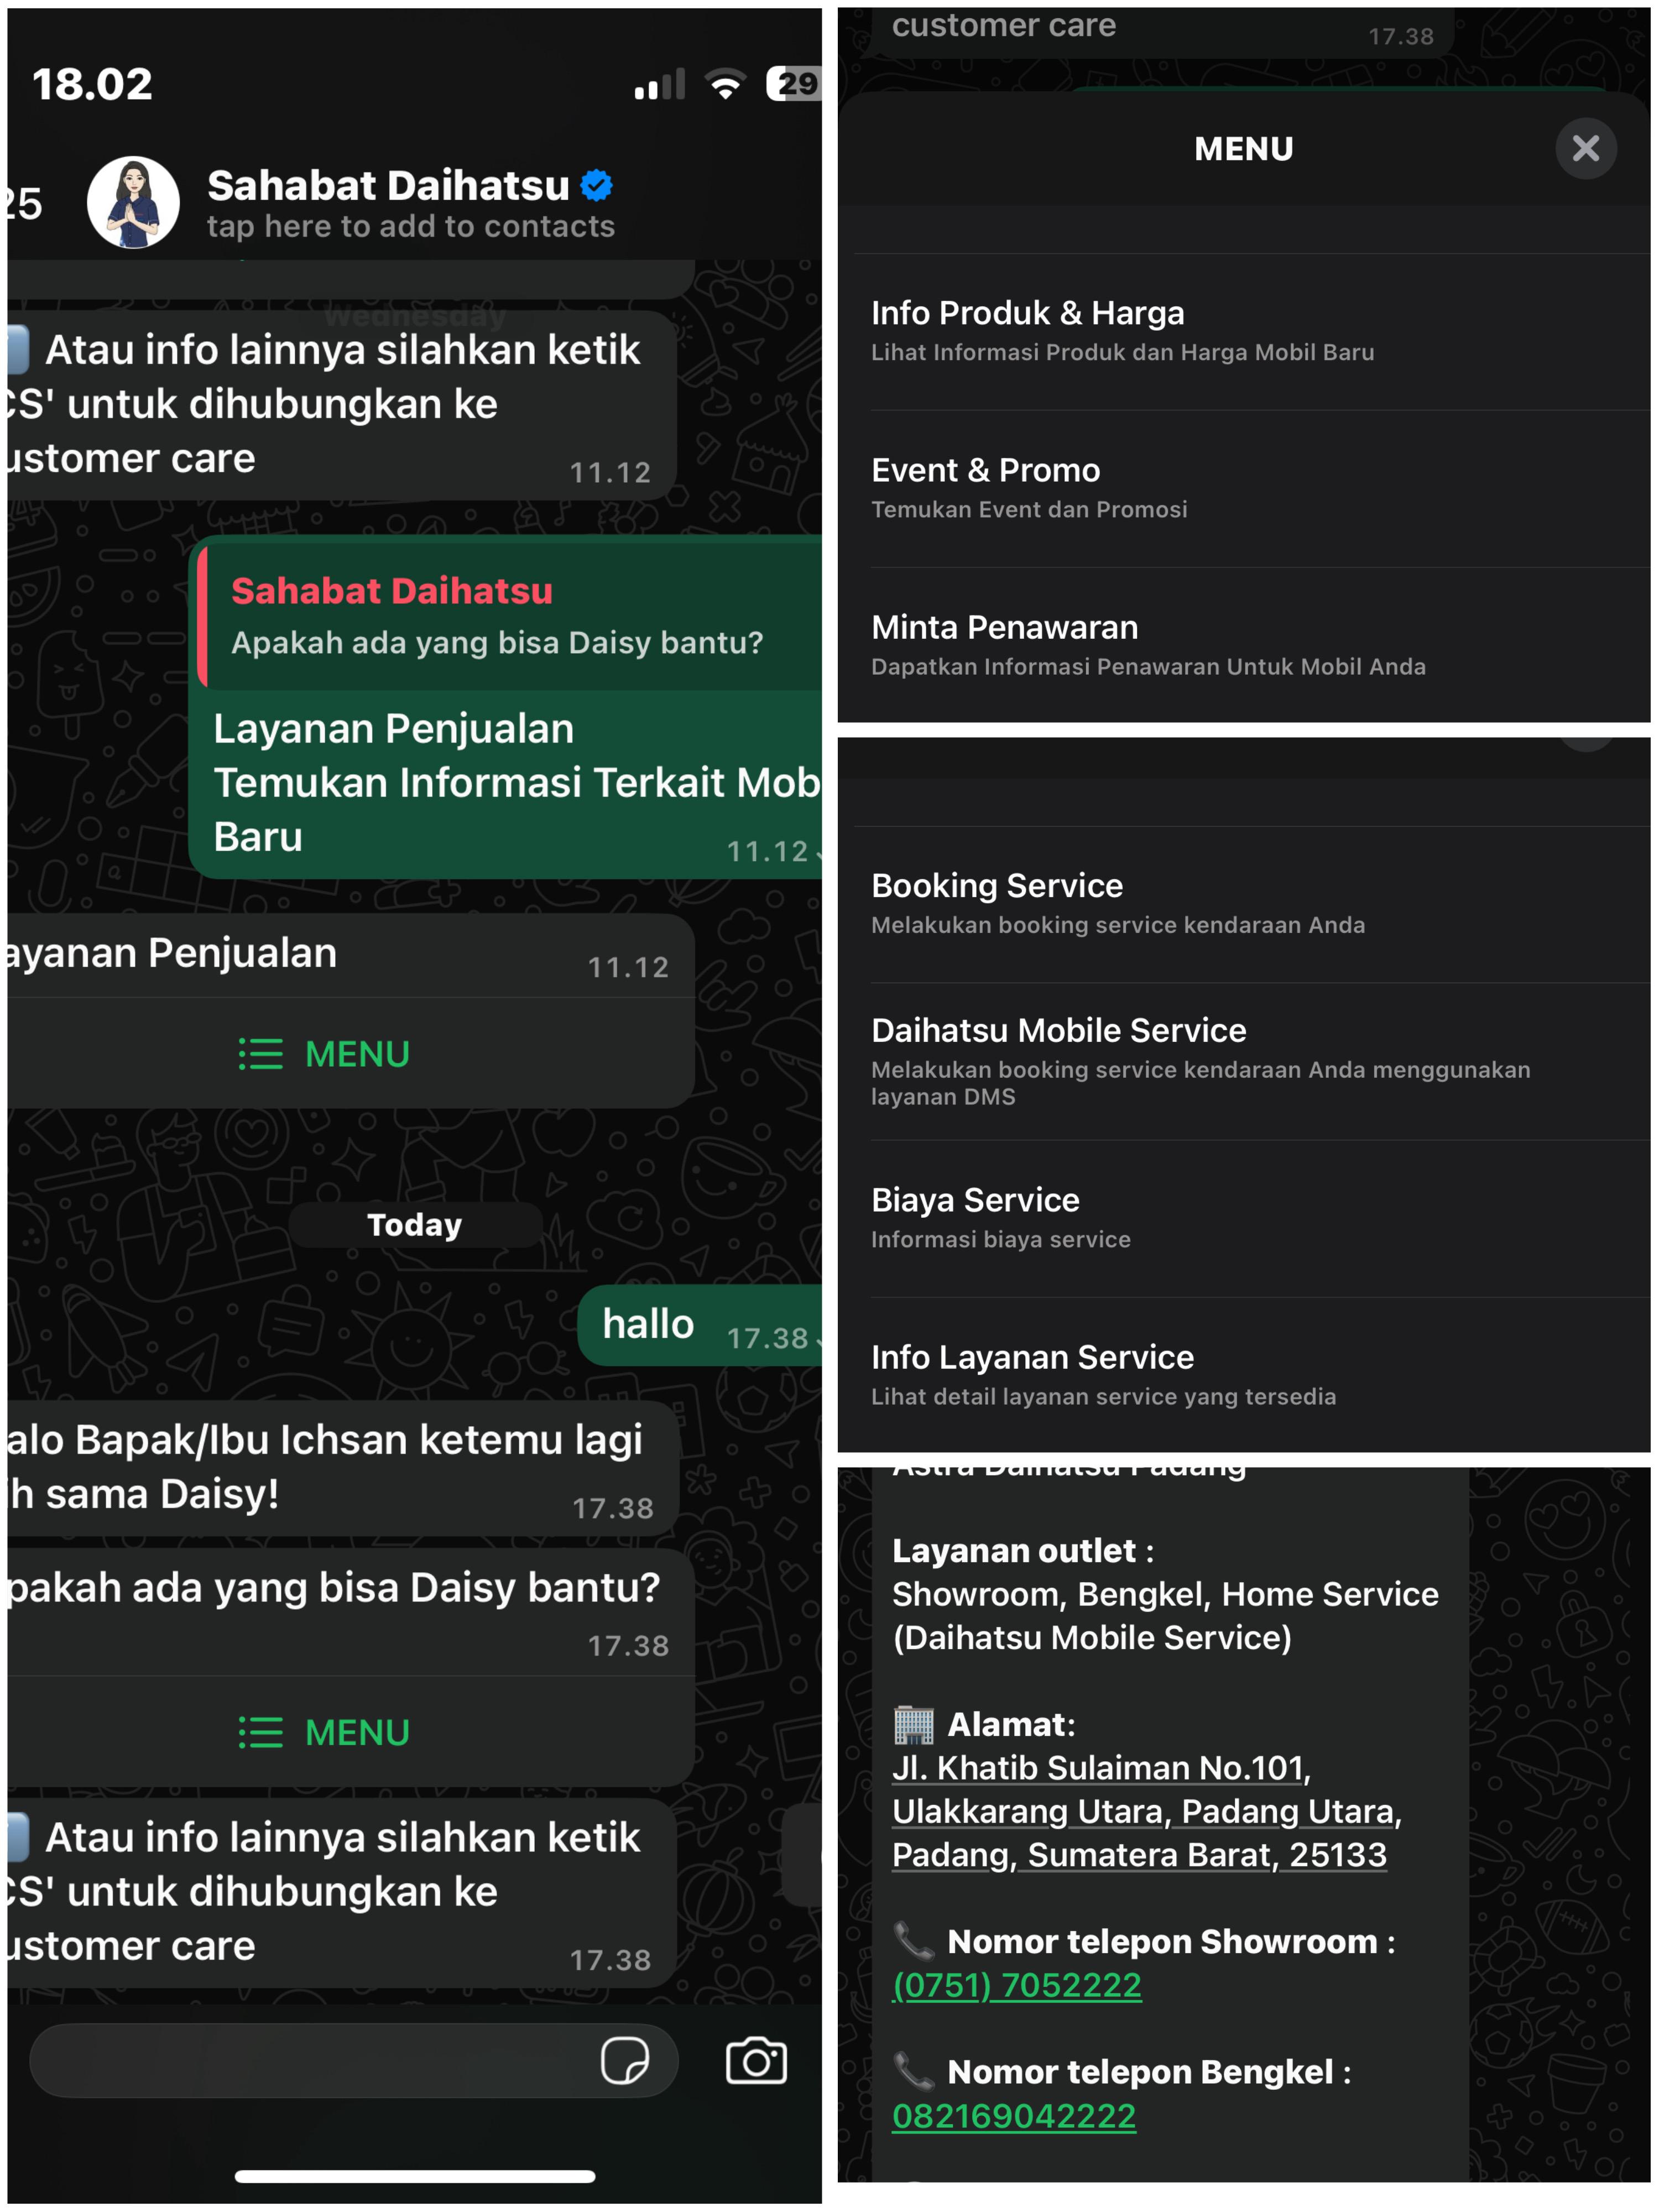 18.02
29
25
Sahabat Daihatsu
tap here to add to contacts
Wednesday
Atau info lainnya silahkan ketik
CS' untuk dihubungkan ke
ustomer care
11.12
Sahabat Daihatsu
Apakah ada yang bisa Daisy bantu?
Layanan Penjualan
Temukan Informasi Terkait Mob
Baru
11.12
ayanan Penjualan
11.12
MENU
Today
hallo
17.38
alo Bapak/Ibu Ichsan ketemu lagi
ih sama Daisy!
17.38
pakah ada yang bisa Daisy bantu?
17.38
MENU
Atau info lainnya silahkan ketik
CS' untuk dihubungkan ke
ustomer care
17.38
customer care
17.38
MENU
Info Produk & Harga
Lihat Informasi Produk dan Harga Mobil Baru
Event & Promo
Temukan Event dan Promosi
Minta Penawaran
Dapatkan Informasi Penawaran Untuk Mobil Anda
Booking Service
Melakukan booking service kendaraan Anda
Daihatsu Mobile Service
Melakukan booking service kendaraan Anda menggunakan
layanan DMS
Biaya Service
Informasi biaya service
Info Layanan Service
Lihat detail layanan service yang tersedia
Astra Daihatsu Padang
Layanan outlet :
Showroom, Bengkel, Home Service
(Daihatsu Mobile Service)
Alamat:
Jl. Khatib Sulaiman No.101,
Ulakkarang Utara, Padang Utara,
Padang, Sumatera Barat, 25133
Nomor telepon Showroom :
(0751) 7052222
Nomor telepon Bengkel :
082169042222